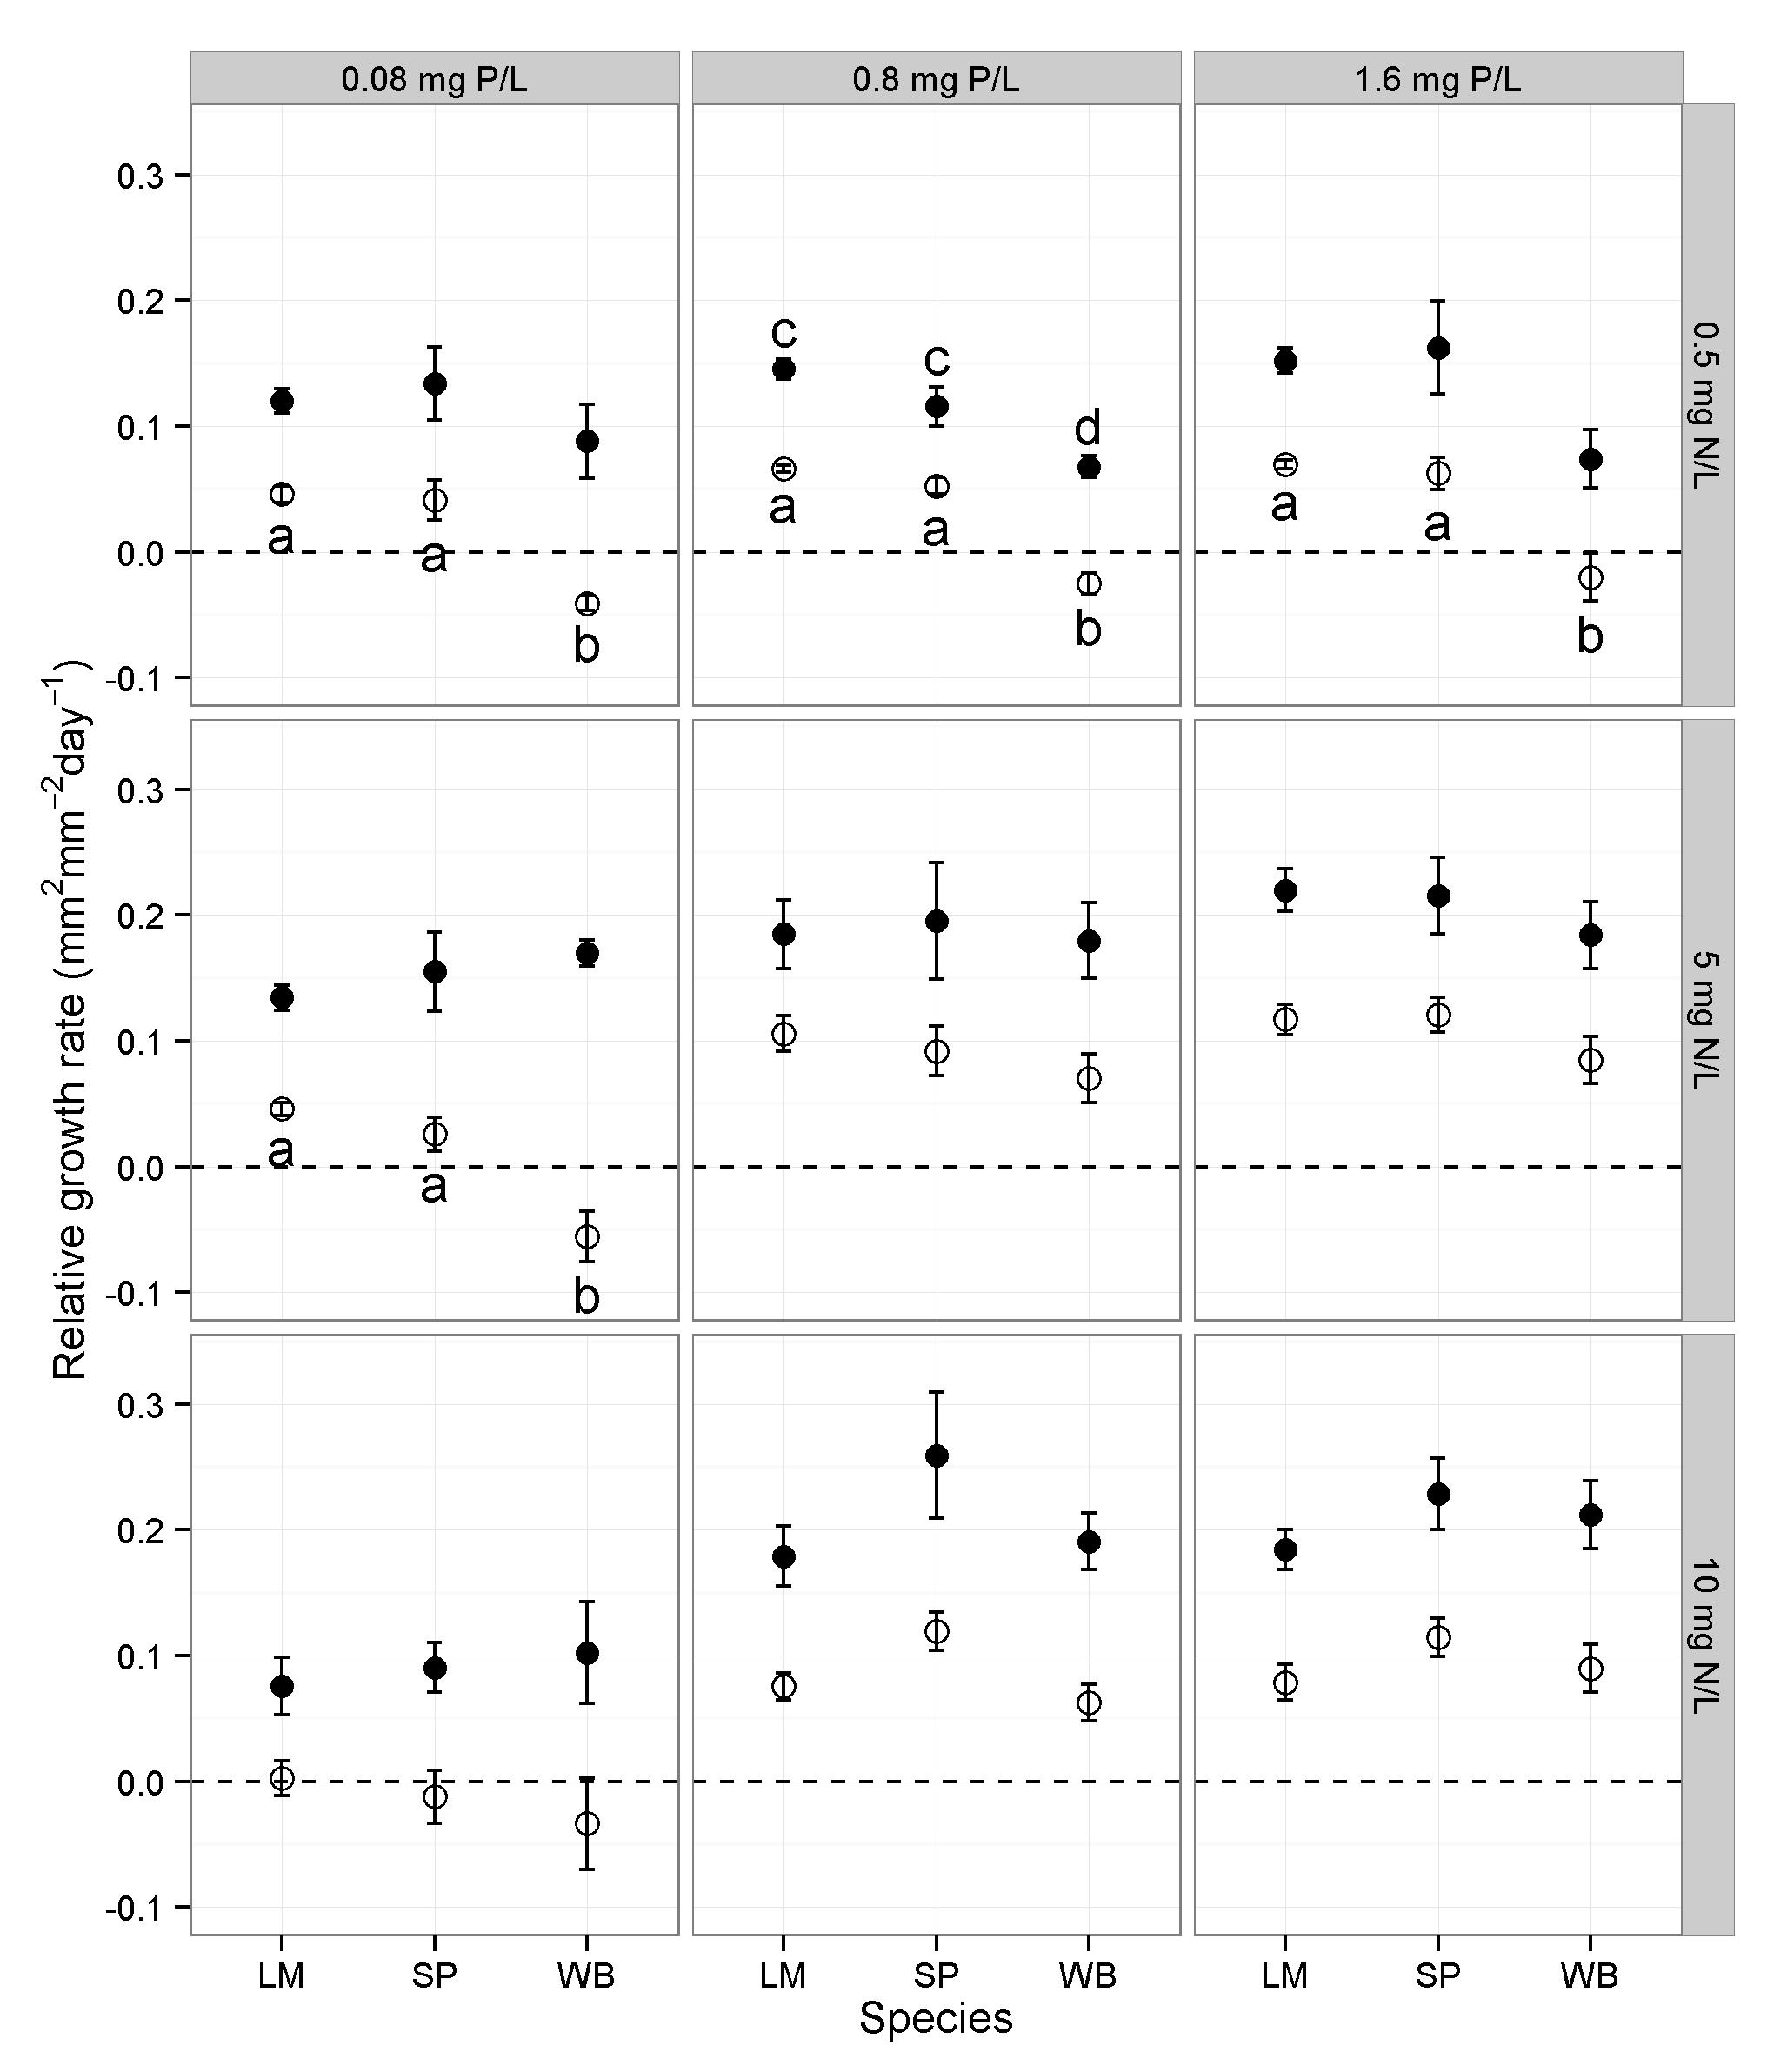 0.08 mg P/L 0.8 mg P/L 1.6 mg P/L
0.3
0.2
0.1
0.0
-0.1
c c d
a a b a a b a a b
0.5 mg N/L
0.3
0.2
0.1
0.0
-0.1
a a b
5 mg N/L
0.3
0.2
0.1
0.0
-0.1
10 mg N/L
LM SP WB LM SP WB LM SP WB
Species
Relative growth rate (mm²mm⁻²day⁻¹)